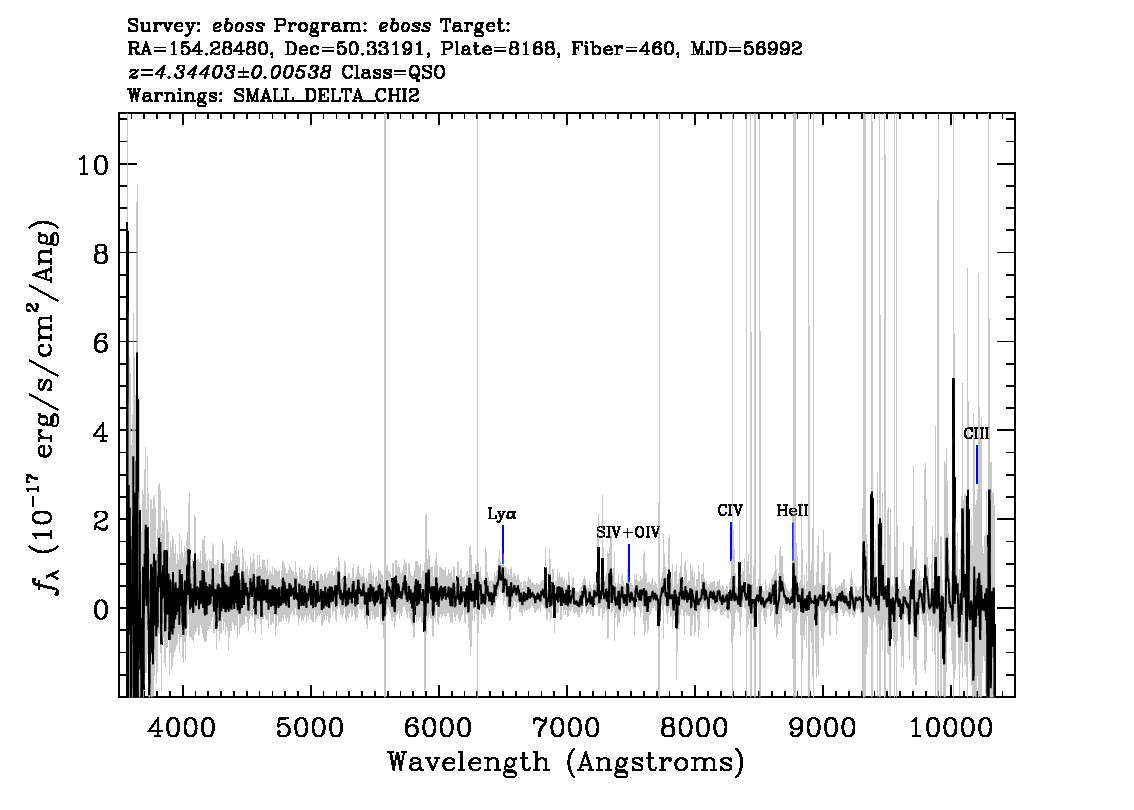 Survey: eboss Program: eboss Target:
RA=154.28480, Dec=50.33191, Plate=8168, Fiber=460, MJD=56992
z=4.34403±0.00538 Class=QSO
Warnings: SMALL_DELTA_CHI2
10
8
6
4
2
0
fλ (10⁻¹⁷ erg/s/cm²/Ang)
CIII
Lyα
SIV+OIV
CIV
HeII
4000 5000 6000 7000 8000 9000 10000
Wavelength (Angstroms)